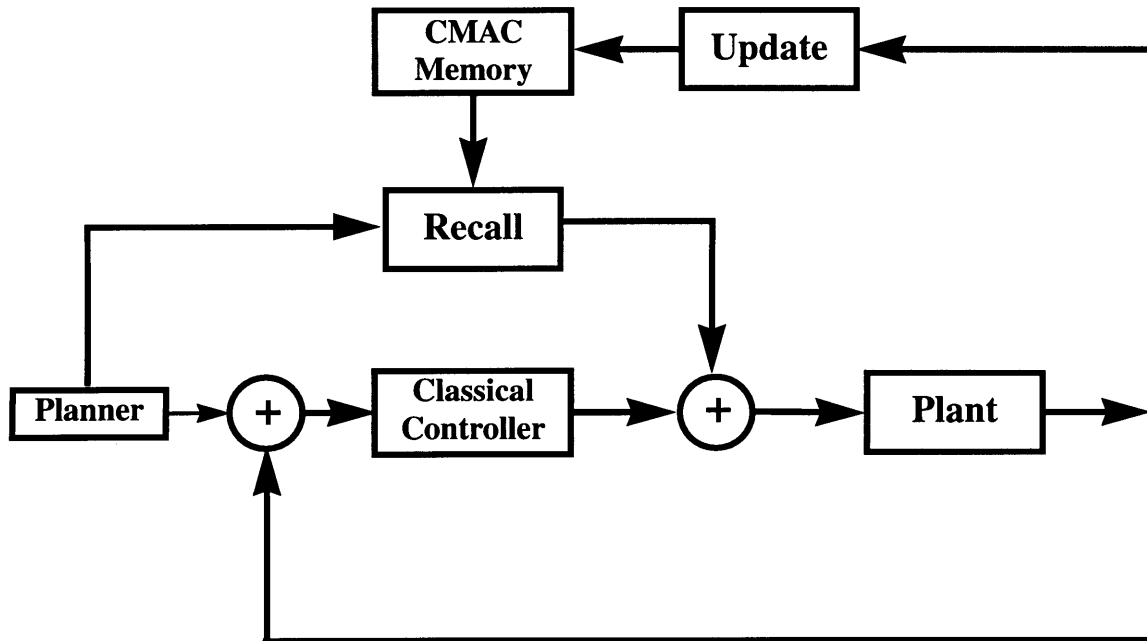 CMAC
Memory
Update
Recall
Planner
+
Classical
Controller
+
Plant